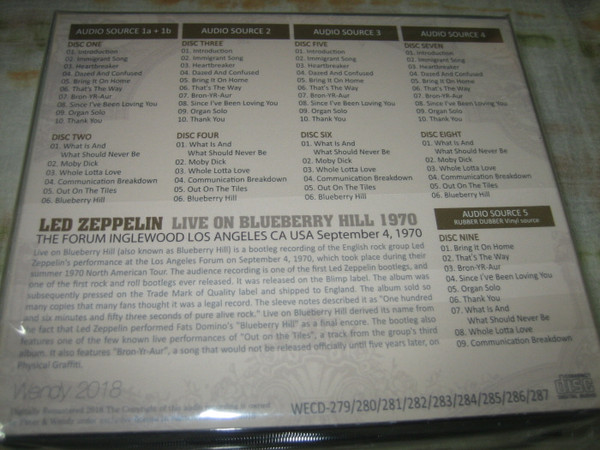 AUDIO SOURCE 1a + 1b
DISC ONE
01. Introduction
02. Immigrant Song
03. Heartbreaker
04. Dazed And Confused
05. Bring It On Home
06. That's The Way
07. Bron-YR-Aur
08. Since I've Been Loving You
09. Organ Solo
10. Thank You
DISC TWO
01. What Is And
What Should Never Be
02. Moby Dick
03. Whole Lotta Love
04. Communication Breakdown
05. Out On The Tiles
06. Blueberry Hill
AUDIO SOURCE 2
DISC THREE
01. Introduction
02. Immigrant Song
03. Heartbreaker
04. Dazed And Confused
05. Bring It On Home
06. That's The Way
07. Bron-YR-Aur
08. Since I've Been Loving You
09. Organ Solo
10. Thank You
DISC FOUR
01. What Is And
What Should Never Be
02. Moby Dick
03. Whole Lotta Love
04. Communication Breakdown
05. Out On The Tiles
06. Blueberry Hill
AUDIO SOURCE 3
DISC FIVE
01. Introduction
02. Immigrant Song
03. Heartbreaker
04. Dazed And Confused
05. Bring It On Home
06. That's The Way
07. Bron-YR-Aur
08. Since I've Been Loving You
09. Organ Solo
10. Thank You
DISC SIX
01. What Is And
What Should Never Be
02. Moby Dick
03. Whole Lotta Love
04. Communication Breakdown
05. Out On The Tiles
06. Blueberry Hill
AUDIO SOURCE 4
DISC SEVEN
01. Introduction
02. Immigrant Song
03. Heartbreaker
04. Dazed And Confused
05. Bring It On Home
06. That's The Way
07. Bron-YR-Aur
08. Since I've Been Loving You
09. Organ Solo
10. Thank You
DISC EIGHT
01. What Is And
What Should Never Be
02. Moby Dick
03. Whole Lotta Love
04. Communication Breakdown
05. Out On The Tiles
06. Blueberry Hill
LED ZEPPELIN LIVE ON BLUEBERRY HILL 1970
THE FORUM INGLEWOOD LOS ANGELES CA USA September 4, 1970
Live on Blueberry Hill (also known as Blueberry Hill) is a bootleg recording of the English rock group Led
Zeppelin's performance at the Los Angeles Forum on September 4, 1970, which took place during their
summer 1970 North American Tour. The audience recording is one of the first Led Zeppelin bootlegs, and
one of the first rock and roll bootlegs ever released. It was released on the Blimp label. The album was
subsequently pressed on the Trade Mark of Quality label and shipped to England. The album sold so
many copies that many fans thought it was a legal record. The sleeve notes described it as "One hundred
and six minutes and fifty three seconds of pure alive rock." Live on Blueberry Hill derived its name from
the fact that Led Zeppelin performed Fats Domino's "Blueberry Hill" as a final encore. The bootleg also
features one of the few known live performances of "Out on the Tiles", a track from the group's third
album. It also features "Bron-Yr-Aur", a song that would not be released officially until five years later, on
Physical Graffiti.
AUDIO SOURCE 5
RUBBER DUBBER Vinyl source
DISC NINE
01. Bring It On Home
02. That's The Way
03. Bron-YR-Aur
04. Since I've Been Loving You
05. Organ Solo
06. Thank You
07. What Is And
What Should Never Be
08. Whole Lotta Love
09. Communication Breakdown
Wendy 2018
Digitally Remastered 2018 The Copyright of this
WECD-279/280/281/282/283/284/285/286/287
disc